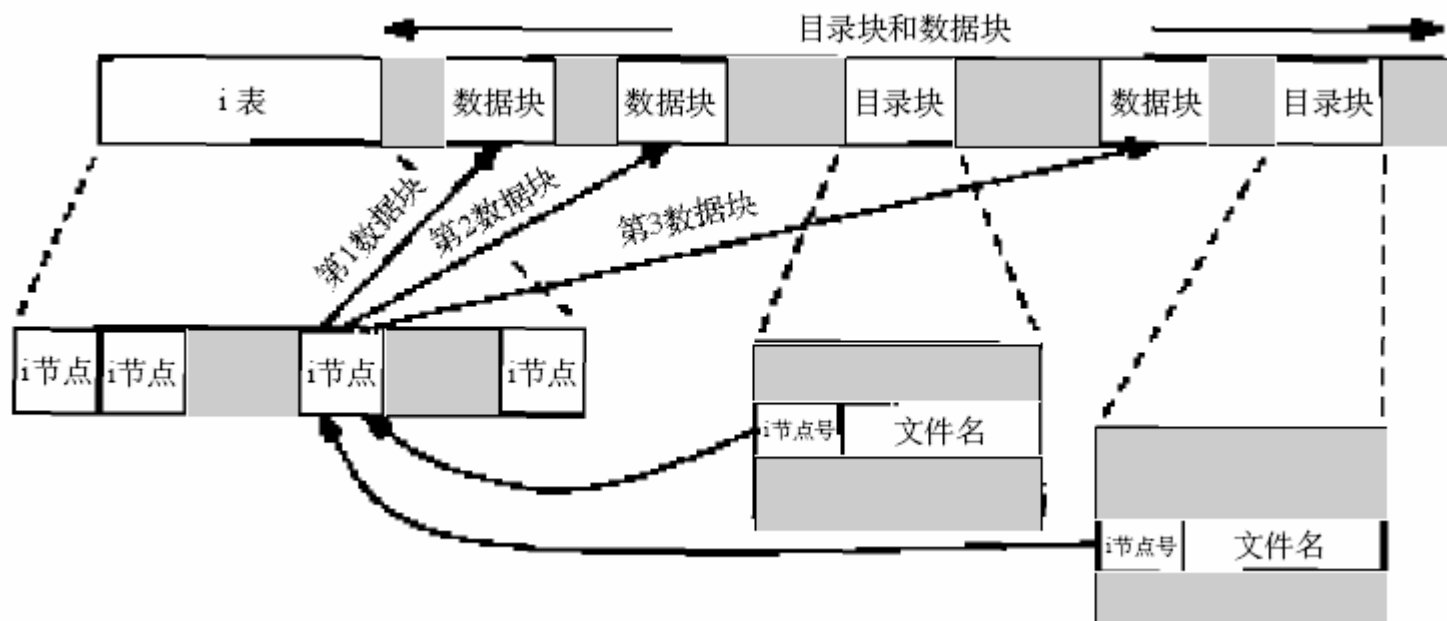 目录块和数据块
i 表
数据块
数据块
目录块
数据块
目录块
第1数据块
第2数据块
第3数据块
i节点
i节点
i节点
i节点
i节点号
文件名
i节点号
文件名